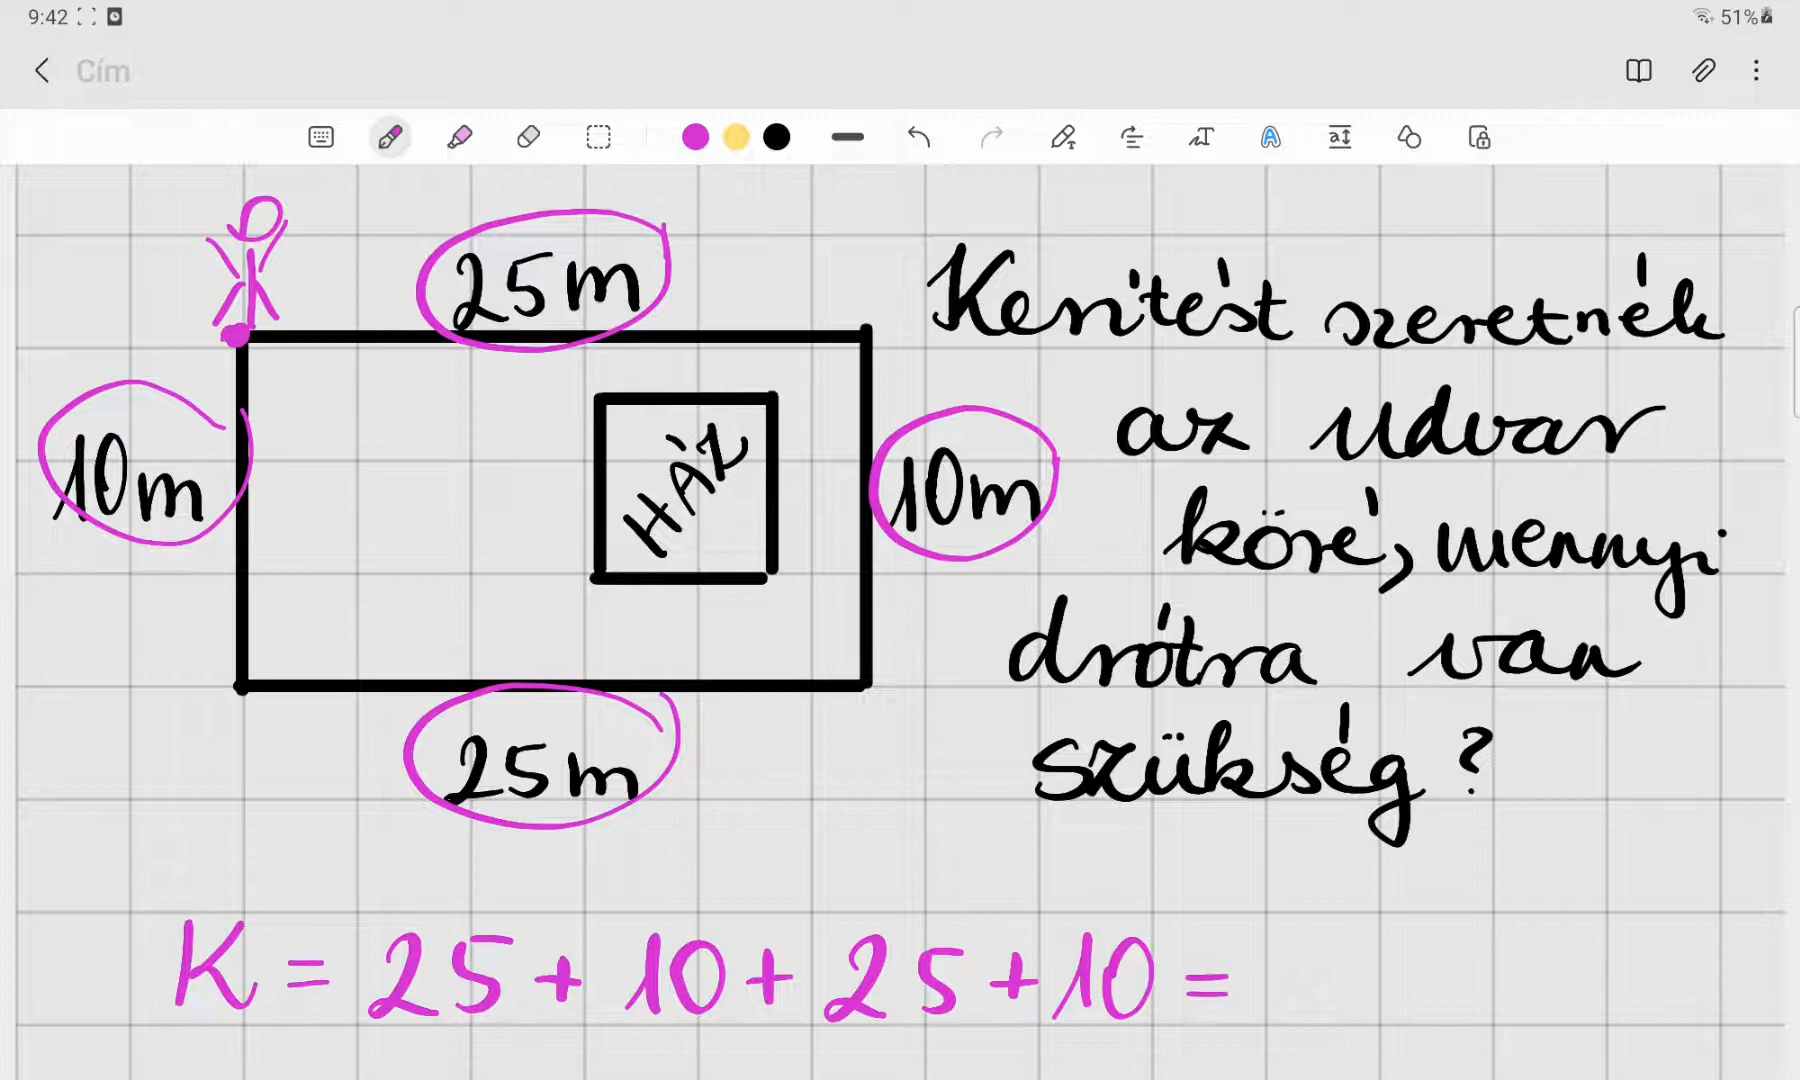 9:42
51%
Cím
25m
10m
HÁZ
10m
25m
Kerítést szeretnék
az udvar
köré, mennyi
drótra van
szükség?
K = 25 + 10 + 25 + 10 =